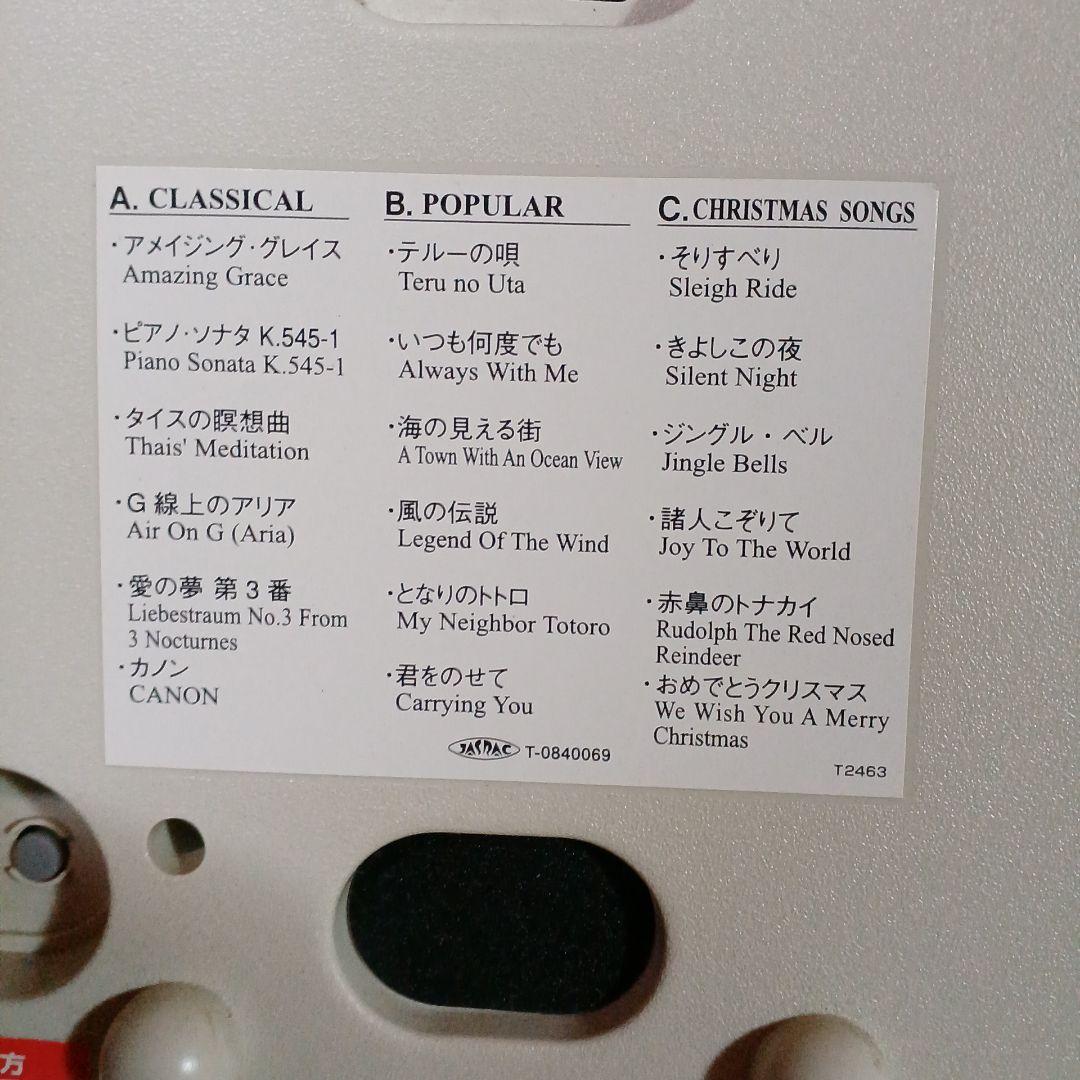 A. CLASSICAL
・アメイジング・グレイス
Amazing Grace
・ピアノ・ソナタ K.545-1
Piano Sonata K.545-1
・タイスの瞑想曲
Thais' Meditation
・G 線上のアリア
Air On G (Aria)
・愛の夢 第3番
Liebestraum No.3 From
3 Nocturnes
・カノン
CANON
B. POPULAR
・テルーの唄
Teru no Uta
・いつも何度でも
Always With Me
・海の見える街
A Town With An Ocean View
・風の伝説
Legend Of The Wind
・となりのトトロ
My Neighbor Totoro
・君をのせて
Carrying You
JASRAC T-0840069
C. CHRISTMAS SONGS
・そりすべり
Sleigh Ride
・きよしこの夜
Silent Night
・ジングル・ベル
Jingle Bells
・諸人こぞりて
Joy To The World
・赤鼻のトナカイ
Rudolph The Red Nosed
Reindeer
・おめでとうクリスマス
We Wish You A Merry
Christmas
T2463
方